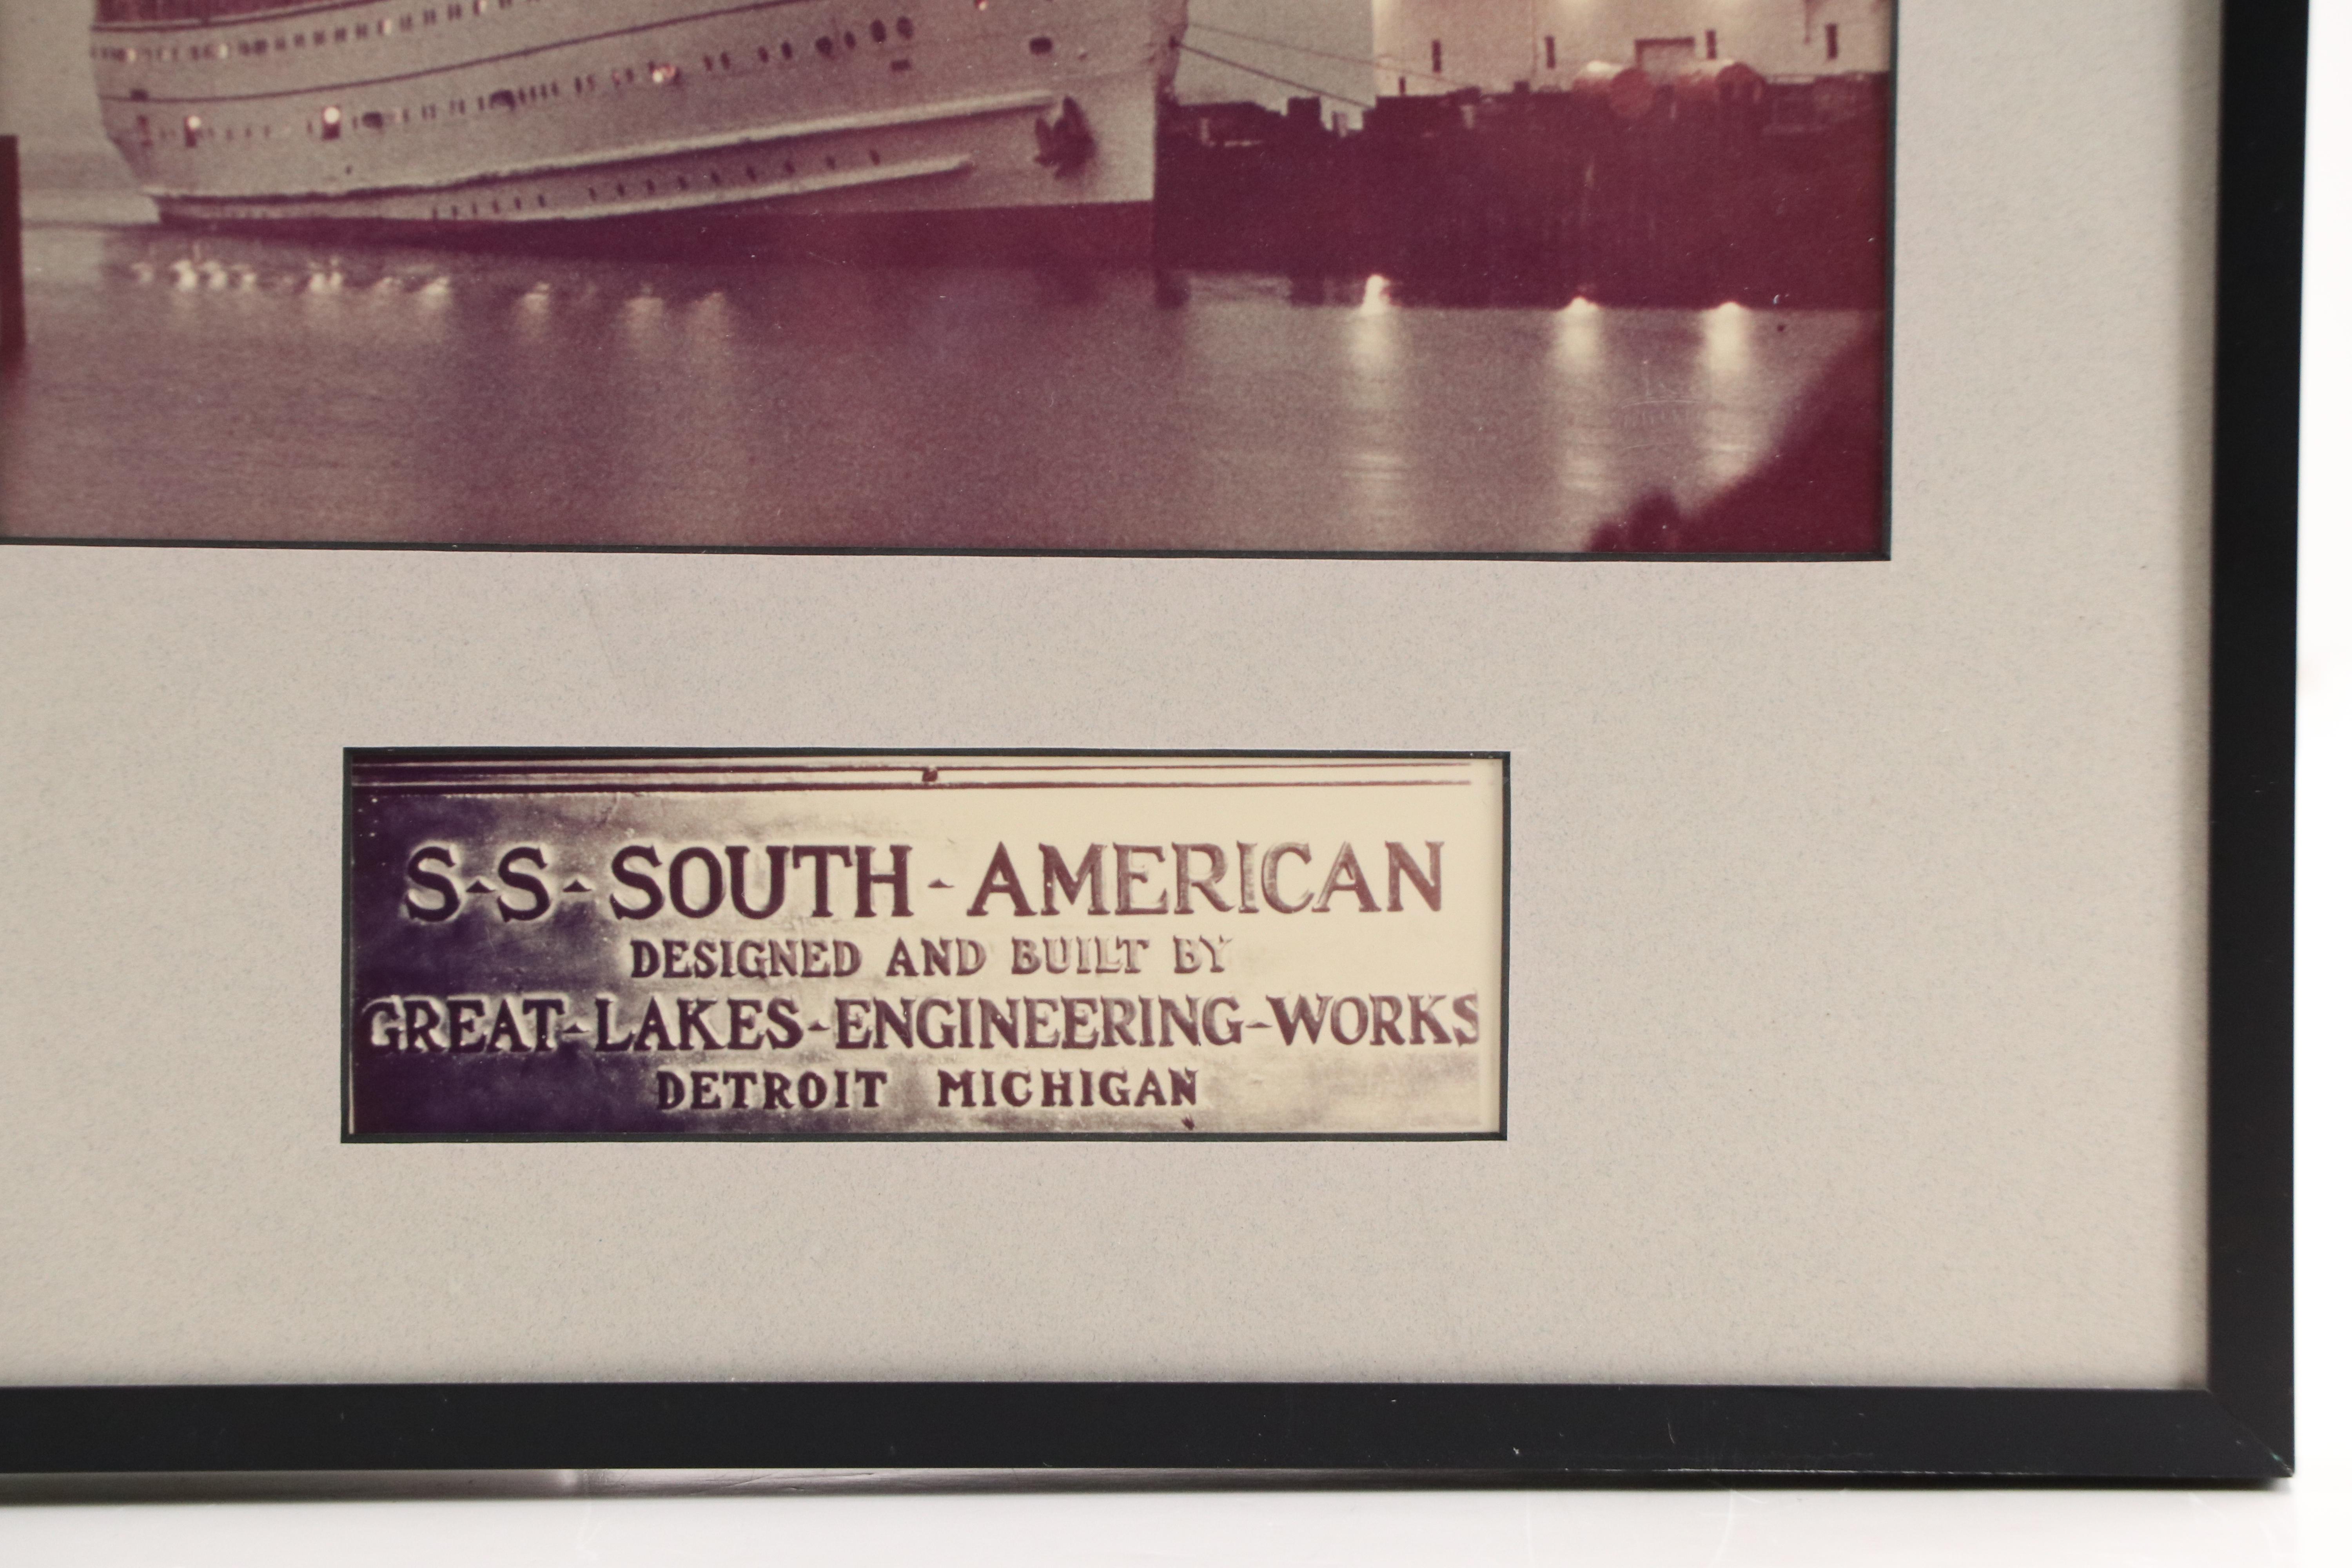 S-S-SOUTH-AMERICAN
DESIGNED AND BUILT BY
GREAT-LAKES-ENGINEERING-WORKS
DETROIT MICHIGAN